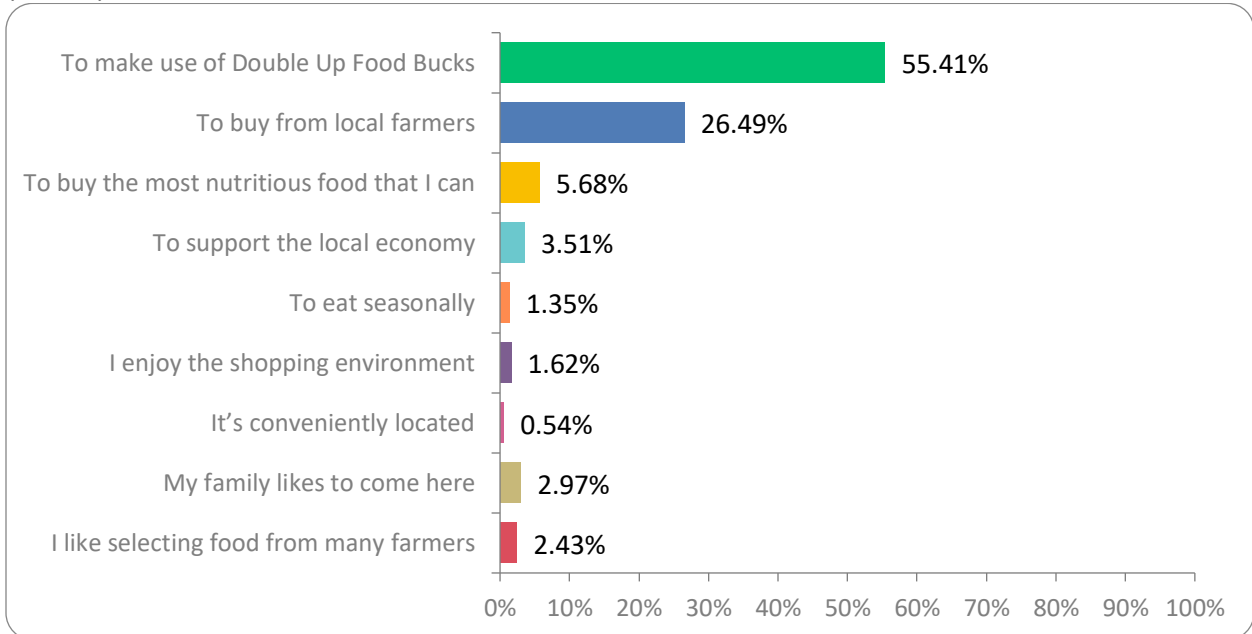 To make use of Double Up Food Bucks 55.41%
To buy from local farmers 26.49%
To buy the most nutritious food that I can 5.68%
To support the local economy 3.51%
To eat seasonally 1.35%
I enjoy the shopping environment 1.62%
It’s conveniently located 0.54%
My family likes to come here 2.97%
I like selecting food from many farmers 2.43%
0% 10% 20% 30% 40% 50% 60% 70% 80% 90% 100%